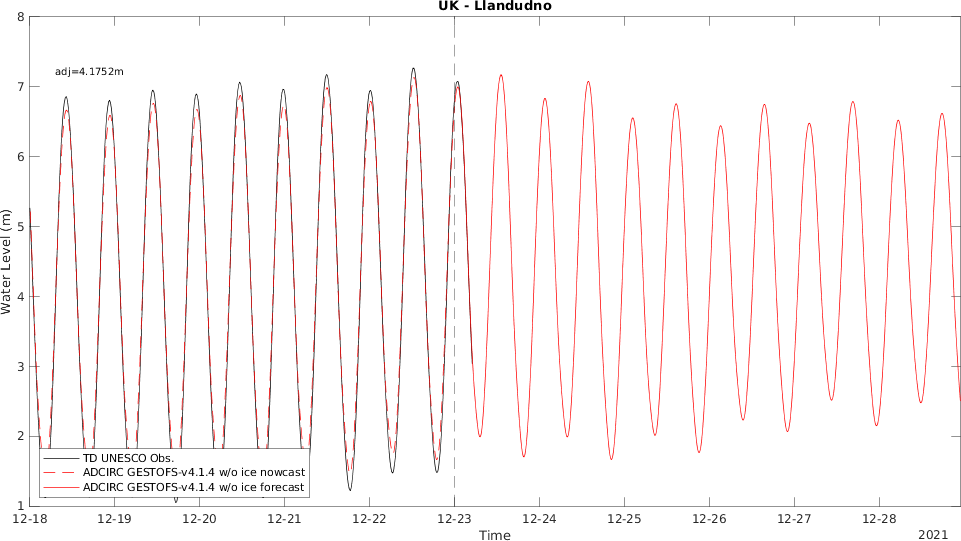 UK - Llandudno
8
adj=4.1752m
7
6
5
4
3
2
1
Water Level (m)
TD UNESCO Obs.
ADCIRC GESTOFS-v4.1.4 w/o ice nowcast
ADCIRC GESTOFS-v4.1.4 w/o ice forecast
12-18 12-19 12-20 12-21 12-22 12-23 12-24 12-25 12-26 12-27 12-28
Time
2021